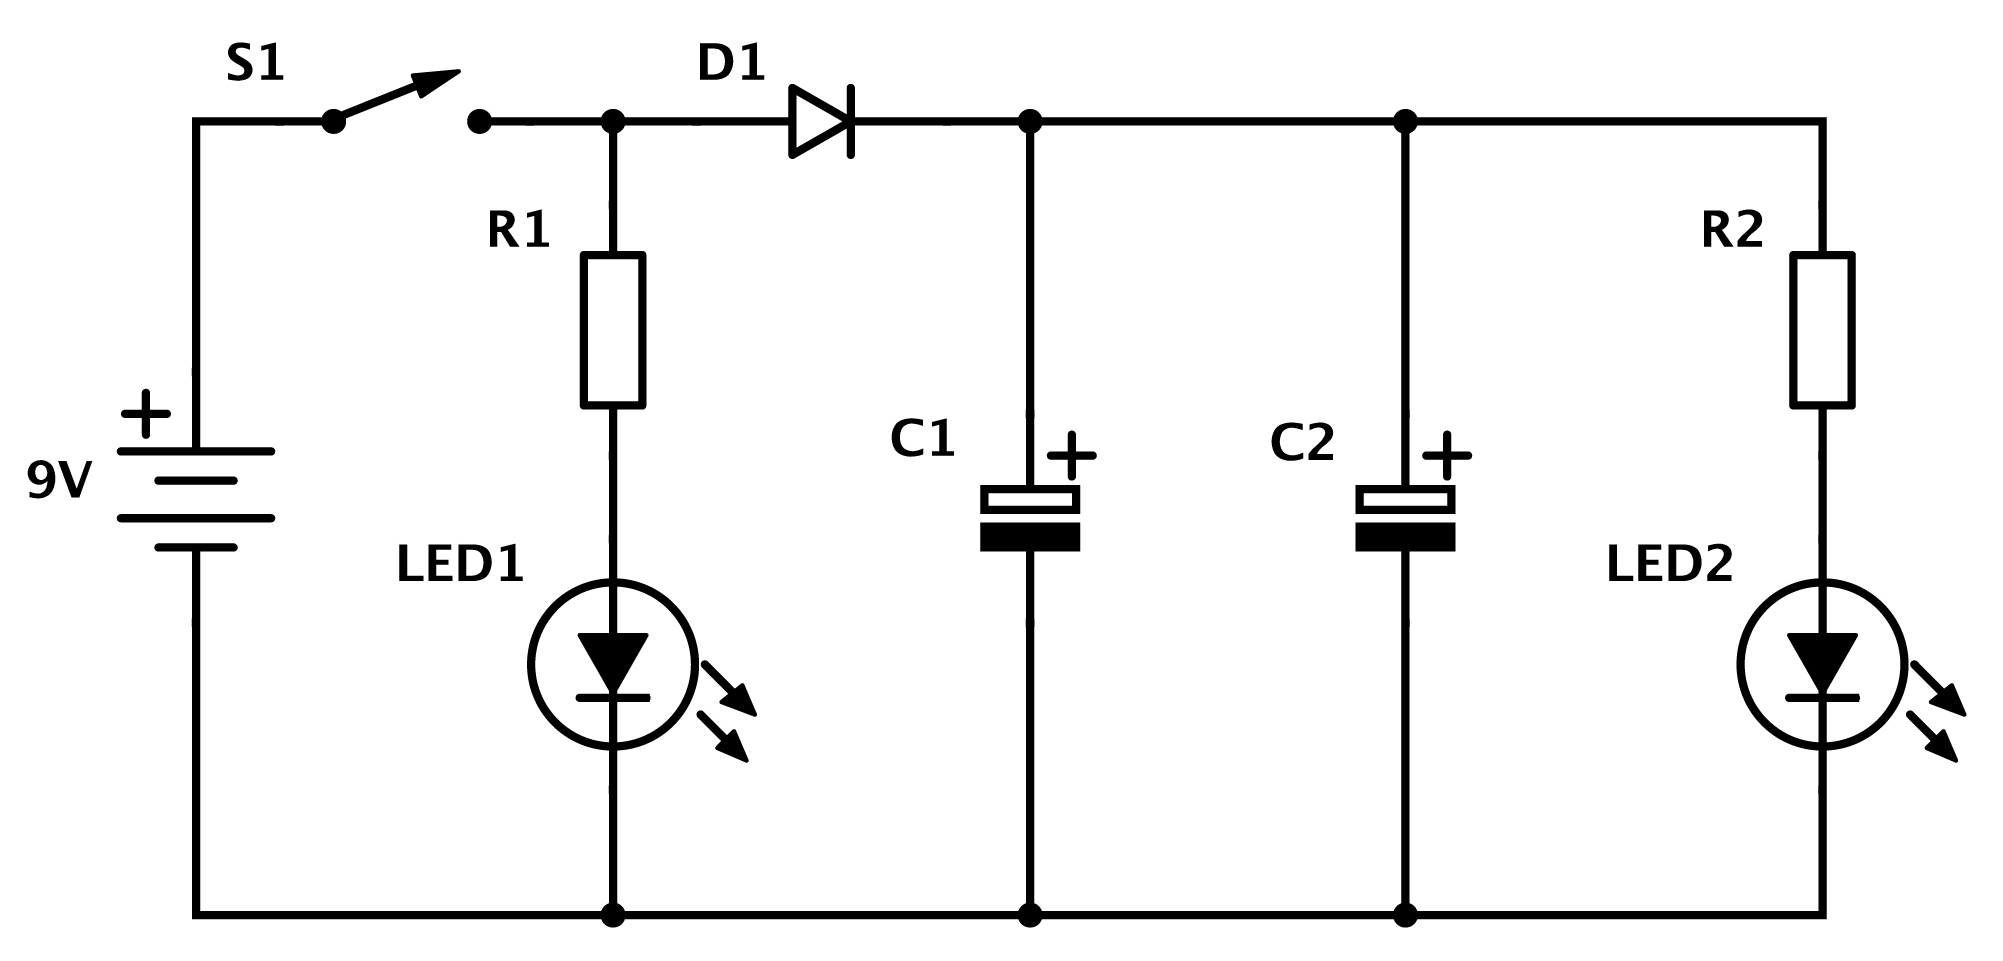 S1
D1
R1
R2
+
9V
C1
+
C2
+
LED1
LED2